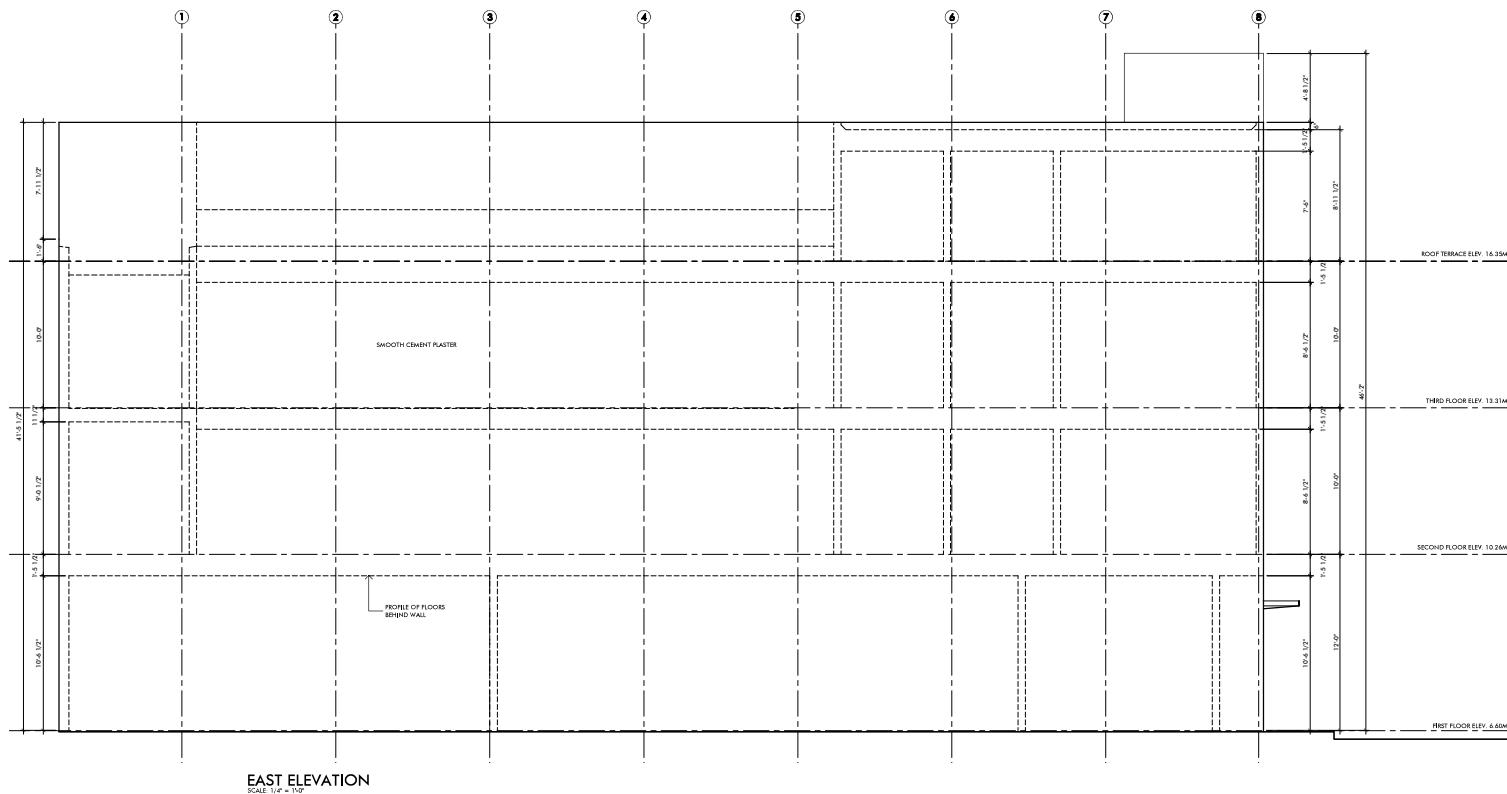 1 2 3 4 5 6 7 8
4'-8 1/2"
1'-5 1/2"
7'-11 1/2"
7'-6"
8'-11 1/2"
1'-6"
ROOF TERRACE ELEV. 16.35M
1'-5 1/2"
10'-0"
SMOOTH CEMENT PLASTER
8'-6 1/2"
10'-0"
46'-2"
THIRD FLOOR ELEV. 13.31M
41'-5 1/2"
11 1/2"
1'-5 1/2"
9'-0 1/2"
8'-6 1/2"
10'-0"
SECOND FLOOR ELEV. 10.26M
1'-5 1/2"
1'-5 1/2"
PROFILE OF FLOORS
BEHIND WALL
10'-6 1/2"
10'-6 1/2"
12'-0"
FIRST FLOOR ELEV. 6.60M
EAST ELEVATION
SCALE: 1/4" = 1'-0"